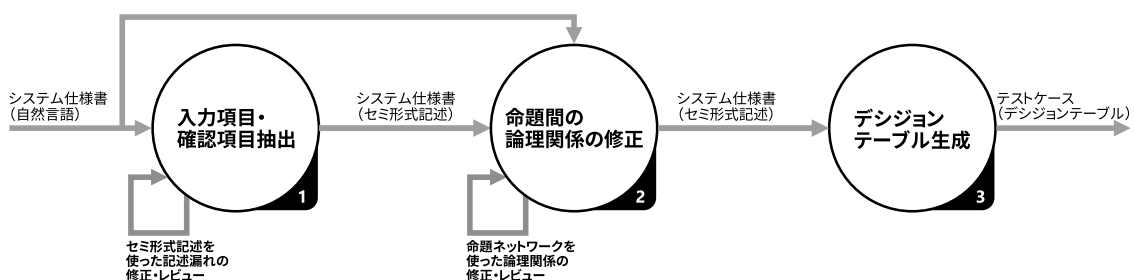 システム仕様書
（自然言語）
入力項目・
確認項目抽出
1
セミ形式記述を
使った記述漏れの
修正・レビュー
システム仕様書
（セミ形式記述）
命題間の
論理関係の修正
2
命題ネットワークを
使った論理関係の
修正・レビュー
システム仕様書
（セミ形式記述）
デシジョン
テーブル生成
3
テストケース
（デシジョンテーブル）